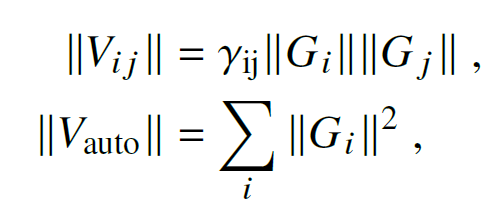 ‖V_{ij}‖ = γ_{ij}‖G_i‖‖G_j‖ ,
‖V_{auto}‖ = ∑_i ‖G_i‖² ,